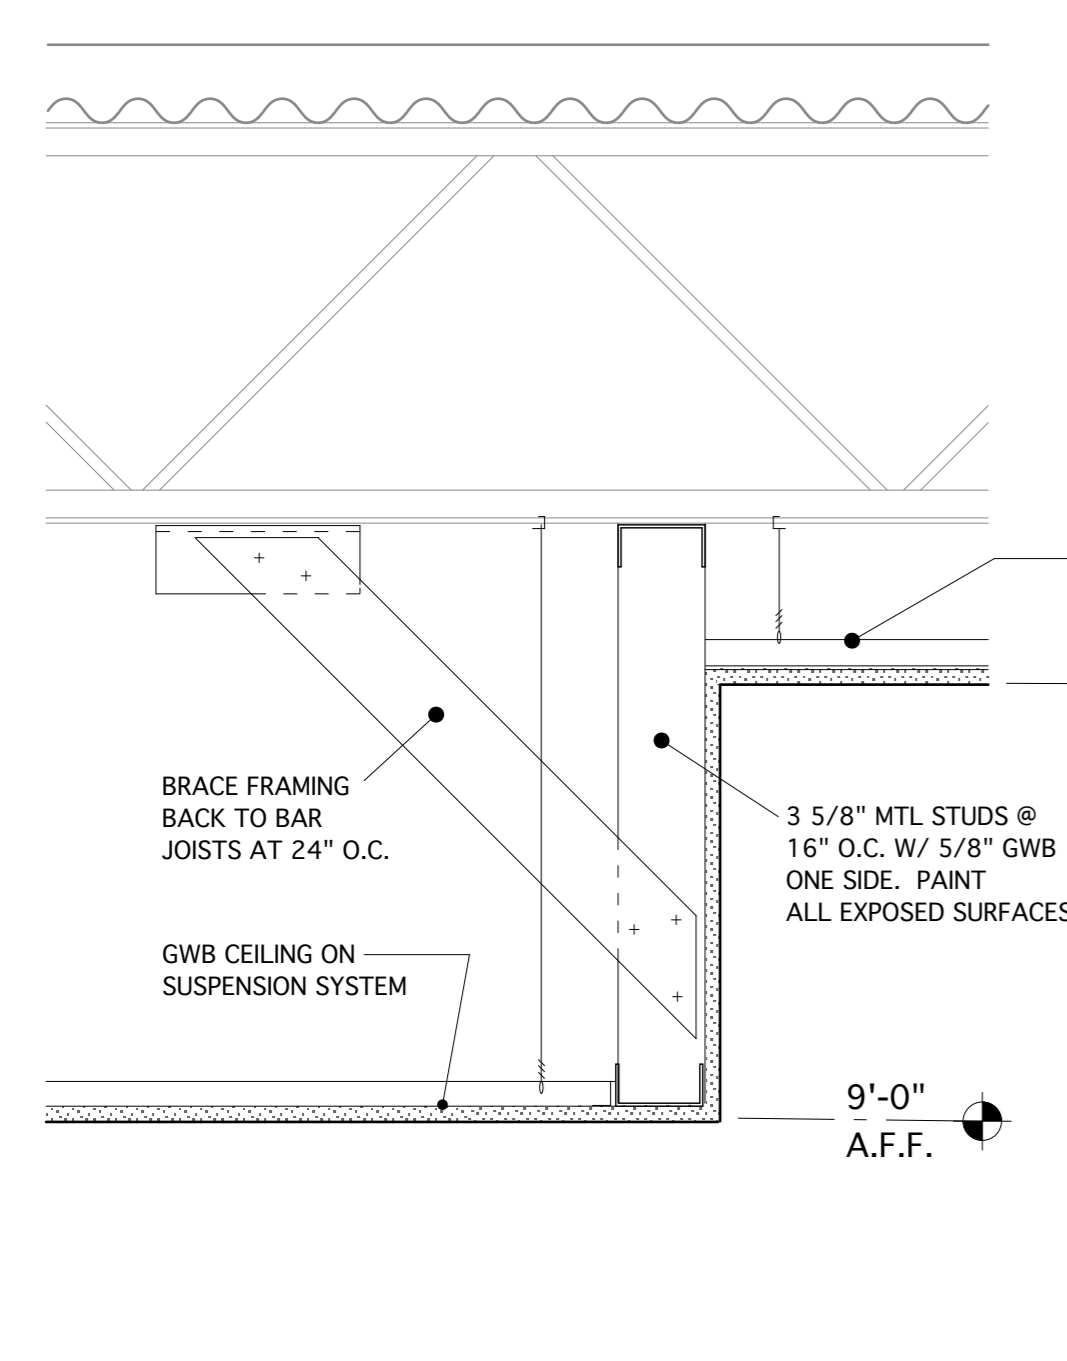 BRACE FRAMING
BACK TO BAR
JOISTS AT 24" O.C.
3 5/8" MTL STUDS @
16" O.C. W/ 5/8" GWB
ONE SIDE. PAINT
ALL EXPOSED SURFACES
GWB CEILING ON
SUSPENSION SYSTEM
9'-0"
A.F.F.